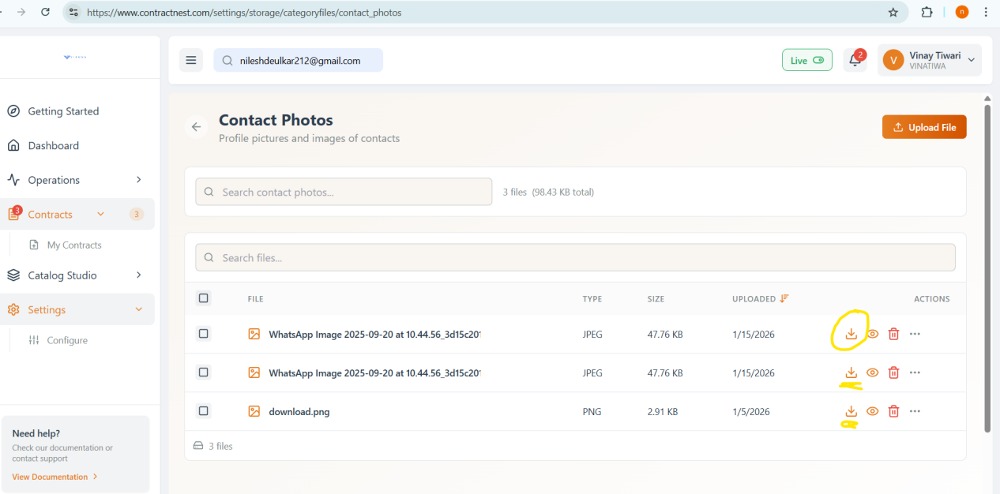 https://www.contractnest.com/settings/storage/categoryfiles/contact_photos
n
nileshdeulkar212@gmail.com
Live
2
V
Vinay Tiwari
VINATIWA
Getting Started
Dashboard
Operations
3
Contracts
3
My Contracts
Catalog Studio
Settings
Configure
Need help?
Check our documentation or
contact support
View Documentation
Contact Photos
Profile pictures and images of contacts
Upload File
Search contact photos...
3 files (98.43 KB total)
Search files...
FILE TYPE SIZE UPLOADED ACTIONS
WhatsApp Image 2025-09-20 at 10.44.56_3d15c201 JPEG 47.76 KB 1/15/2026
WhatsApp Image 2025-09-20 at 10.44.56_3d15c201 JPEG 47.76 KB 1/15/2026
download.png PNG 2.91 KB 1/5/2026
3 files